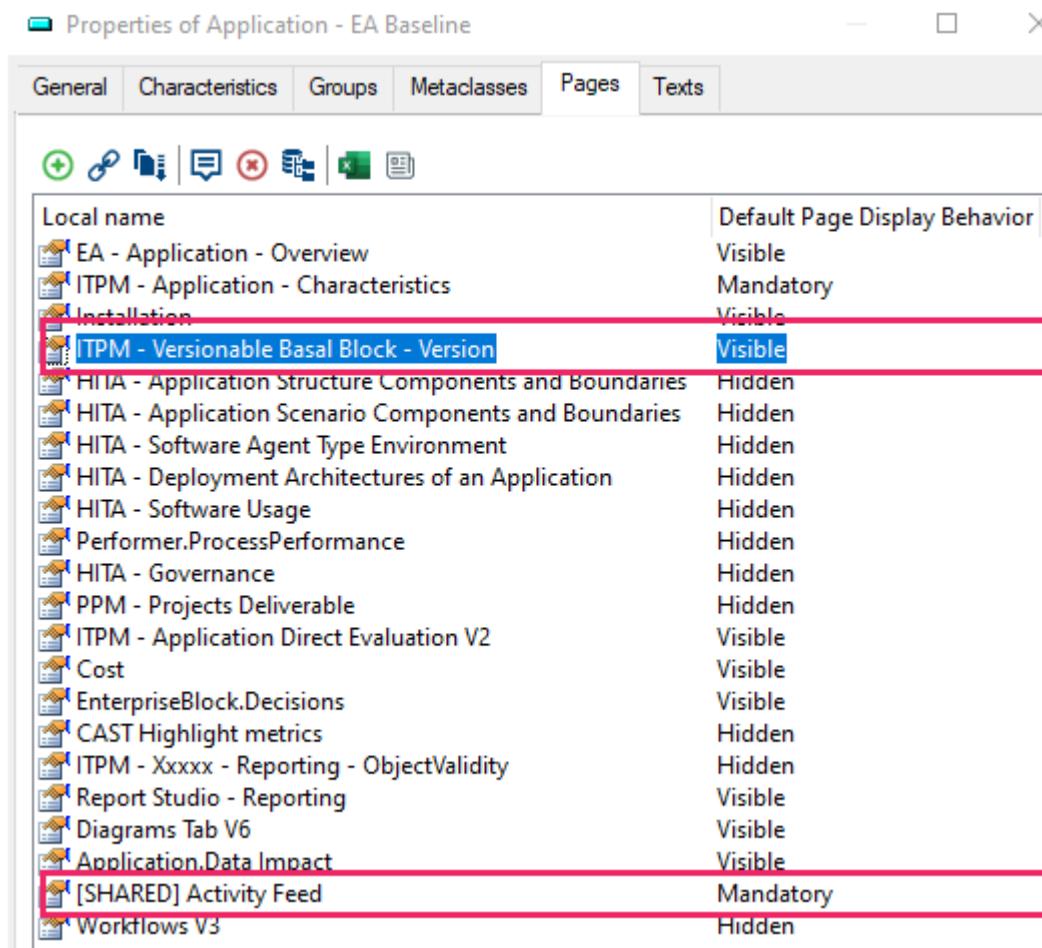 Properties of Application - EA Baseline
General Characteristics Groups Metaclasses Pages Texts
Local name Default Page Display Behavior
EA - Application - Overview Visible
ITPM - Application - Characteristics Mandatory
Installation Visible
ITPM - Versionable Basal Block - Version Visible
HITA - Application Structure Components and Boundaries Hidden
HITA - Application Scenario Components and Boundaries Hidden
HITA - Software Agent Type Environment Hidden
HITA - Deployment Architectures of an Application Hidden
HITA - Software Usage Hidden
Performer.ProcessPerformance Hidden
HITA - Governance Hidden
PPM - Projects Deliverable Hidden
ITPM - Application Direct Evaluation V2 Visible
Cost Visible
EnterpriseBlock.Decisions Visible
CAST Highlight metrics Hidden
ITPM - Xxxxx - Reporting - ObjectValidity Hidden
Report Studio - Reporting Visible
Diagrams Tab V6 Visible
Application.Data Impact Visible
[SHARED] Activity Feed Mandatory
Workflows V3 Hidden